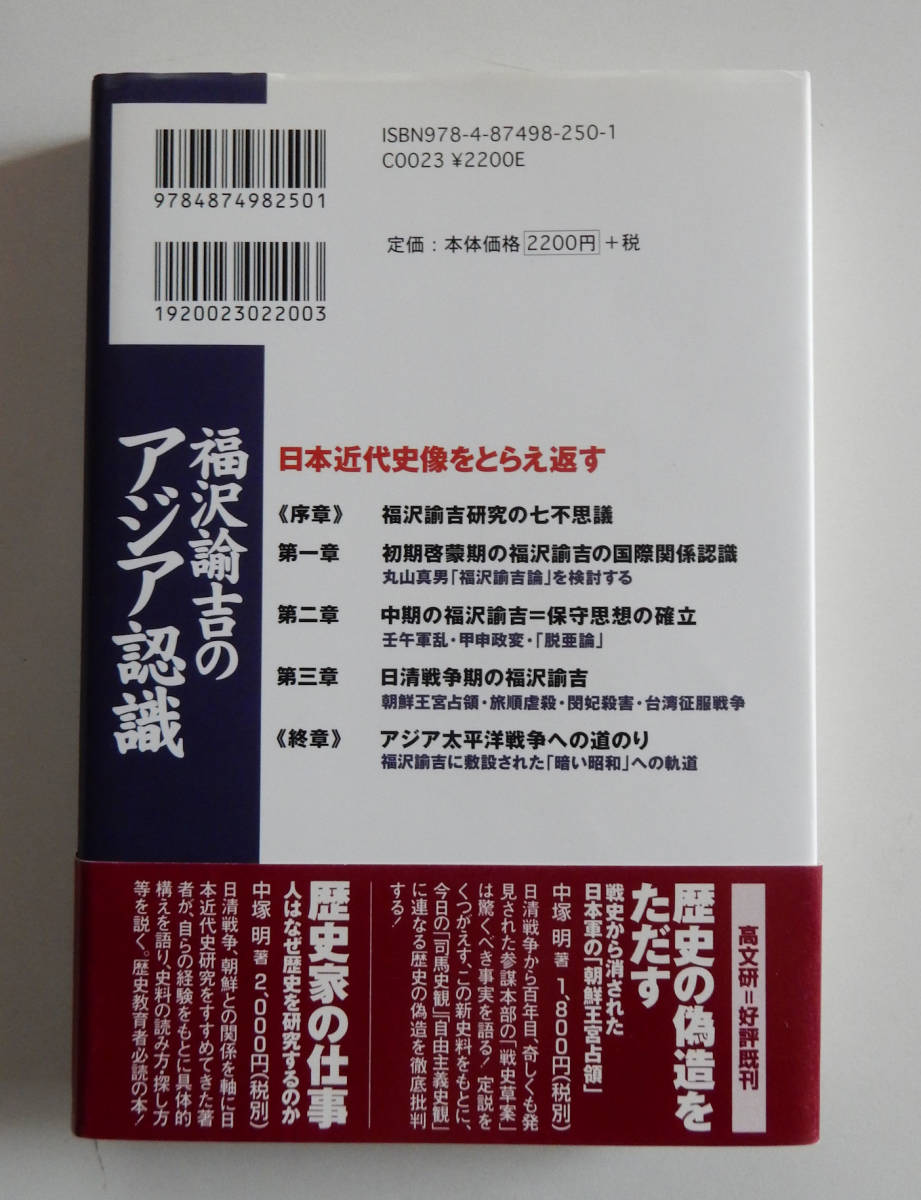 ISBN978-4-87498-250-1
C0023 ¥2200E
9784874982501
定価：本体価格2200円＋税
1920023022003
福沢諭吉の
アジア認識
日本近代史像をとらえ返す
《序章》 福沢諭吉研究の七不思議
第一章 初期啓蒙期の福沢諭吉の国際関係認識
丸山真男「福沢諭吉論」を検討する
第二章 中期の福沢諭吉＝保守思想の確立
壬午軍乱・甲申政変・「脱亜論」
第三章 日清戦争期の福沢諭吉
朝鮮王宮占領・旅順虐殺・閔妃殺害・台湾征服戦争
《終章》 アジア太平洋戦争への道のり
福沢諭吉に敷設された「暗い昭和」への軌道
高文研＝好評既刊
歴史の偽造を
ただす
戦史から消された
日本軍の「朝鮮王宮占領」
中塚 明 著 1,800円(税別)
日清戦争から百年目、奇しくも発
見された参謀本部の「戦史草案」
は驚くべき事実を語る！定説を
くつがえす、この新史料をもとに、
今日の「司馬史観」「自由主義史観」
に連なる歴史の偽造を徹底批判
する！
歴史家の仕事
人はなぜ歴史を研究するのか
中塚 明 著 2,000円(税別)
日清戦争、朝鮮との関係を軸に日
本近代史研究をすすめてきた著
者が、自らの経験をもとに具体的
構えを語り、史料の読み方・探し方
等を説く。歴史教育者必読の本！